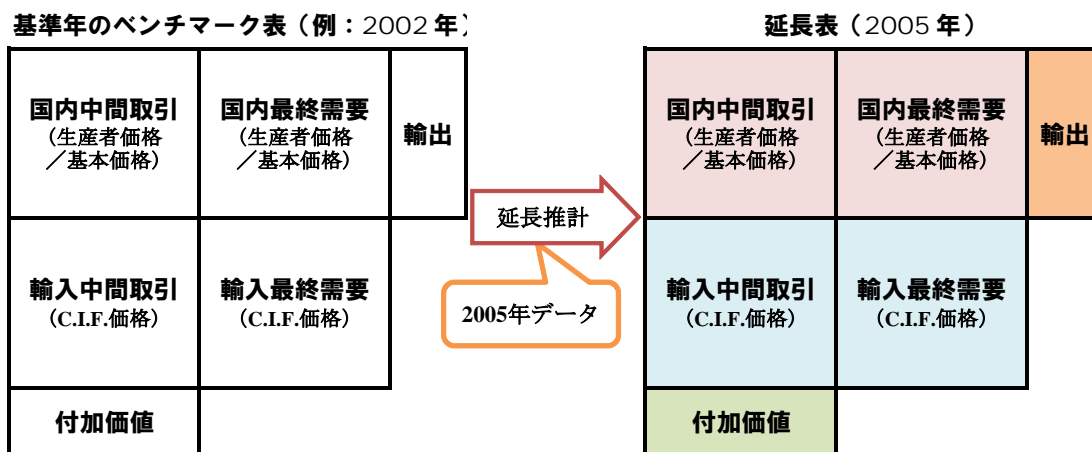 基準年のベンチマーク表（例：2002年）
国内中間取引
（生産者価格
／基本価格）
国内最終需要
（生産者価格
／基本価格）
輸出
輸入中間取引
（C.I.F.価格）
輸入最終需要
（C.I.F.価格）
付加価値
延長推計
2005年データ
延長表（2005年）
国内中間取引
（生産者価格
／基本価格）
国内最終需要
（生産者価格
／基本価格）
輸出
輸入中間取引
（C.I.F.価格）
輸入最終需要
（C.I.F.価格）
付加価値